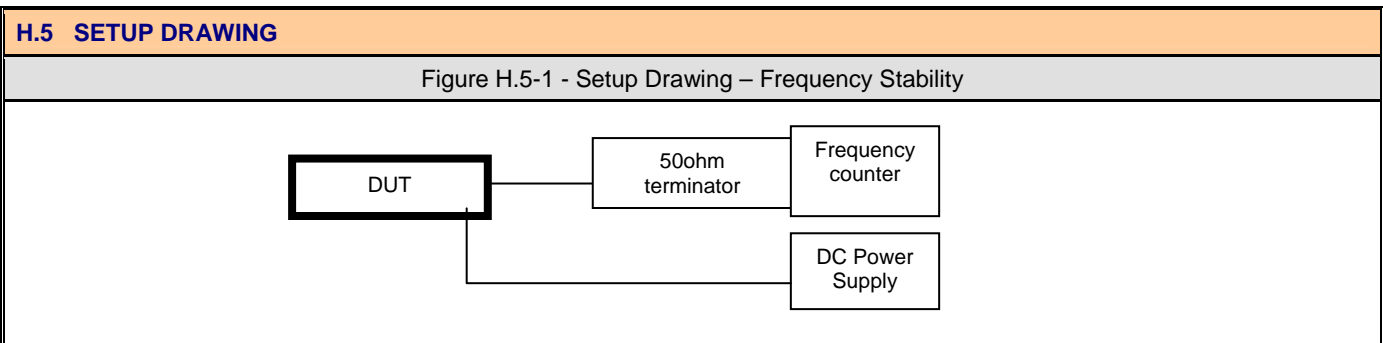 H.5 SETUP DRAWING
Figure H.5-1 - Setup Drawing – Frequency Stability
DUT
50ohm
terminator
Frequency
counter
DC Power
Supply